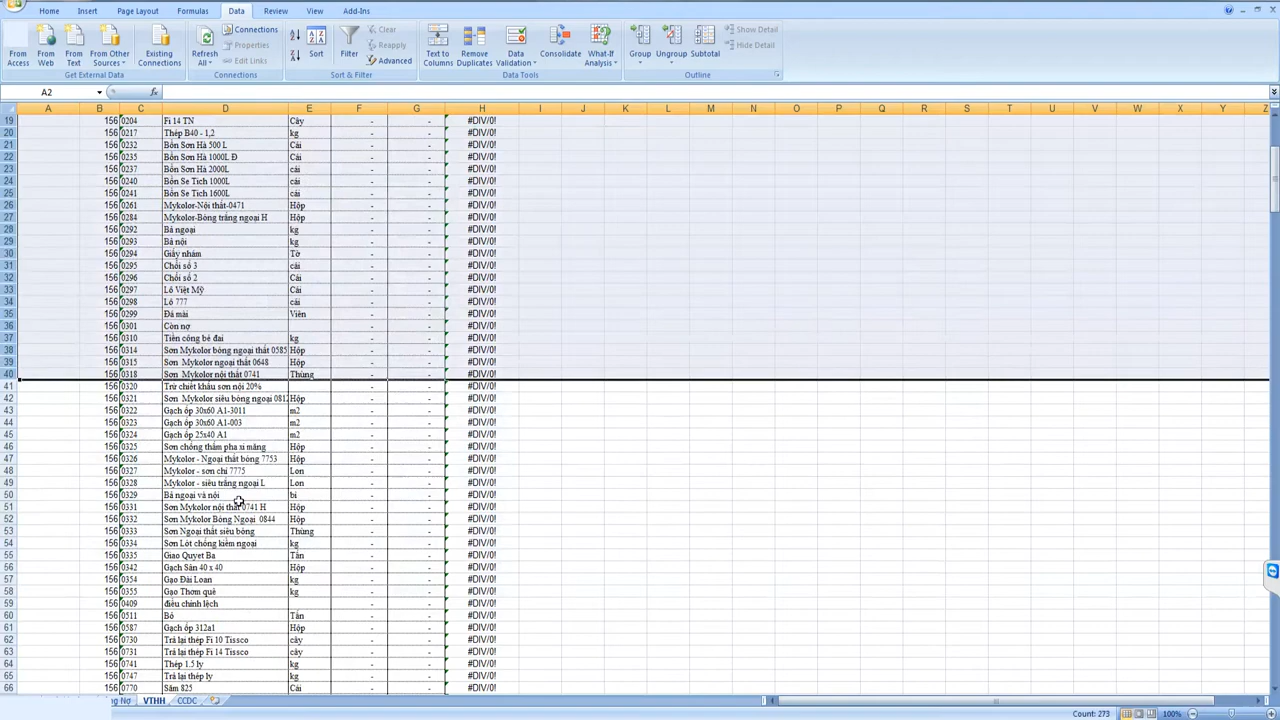 Home Insert Page Layout Formulas Data Review View Add-Ins
From Access From Web From Text From Other Sources Existing Connections Refresh All Connections Properties Edit Links Sort Filter Clear Reapply Advanced Text to Columns Remove Duplicates Data Validation Consolidate What-If Analysis Group Ungroup Subtotal Show Detail Hide Detail
Get External Data Connections Sort & Filter Data Tools Outline
A2
A B C D E F G H I J K L M N O P Q R S T U V W X Y Z
19 156 0204 Fi 14 TN Cây - - #DIV/0!
20 156 0217 Thép B40 - 1,2 kg - - #DIV/0!
21 156 0232 Bồn Sơn Hà 500 L Cái - - #DIV/0!
22 156 0235 Bồn Sơn Hà 1000L Đ Cái - - #DIV/0!
23 156 0237 Bồn Sơn Hà 2000L cái - - #DIV/0!
24 156 0240 Bồn Se Tich 1000L cái - - #DIV/0!
25 156 0241 Bồn Se Tich 1600L cái - - #DIV/0!
26 156 0261 Mykolor-Nội thất-0471 Hộp - - #DIV/0!
27 156 0284 Mykolor-Bóng trắng ngoại H Hộp - - #DIV/0!
28 156 0292 Bả ngoại kg - - #DIV/0!
29 156 0293 Bả nội kg - - #DIV/0!
30 156 0294 Giấy nhám Tờ - - #DIV/0!
31 156 0295 Chổi số 3 cái - - #DIV/0!
32 156 0296 Chổi số 2 Cái - - #DIV/0!
33 156 0297 Lô Việt Mỹ Cái - - #DIV/0!
34 156 0298 Lô 777 cái - - #DIV/0!
35 156 0299 Đá mài Viên - - #DIV/0!
36 156 0301 Còn nợ - - #DIV/0!
37 156 0310 Tiền công bẻ đai kg - - #DIV/0!
38 156 0314 Sơn Mykolor bóng ngoại thất 0585 Hộp - - #DIV/0!
39 156 0315 Sơn Mykolor ngoại thất 0648 Hộp - - #DIV/0!
40 156 0318 Sơn Mykolor nội thất 0741 Thùng - - #DIV/0!
41 156 0320 Trừ chiết khấu sơn nội 20% - - #DIV/0!
42 156 0321 Sơn Mykolor siêu bóng ngoại 0812 Hộp - - #DIV/0!
43 156 0322 Gạch ốp 30x60 A1-3011 m2 - - #DIV/0!
44 156 0323 Gạch ốp 30x60 A1-003 m2 - - #DIV/0!
45 156 0324 Gạch ốp 25x40 A1 m2 - - #DIV/0!
46 156 0325 Sơn chống thấm pha xi măng Hộp - - #DIV/0!
47 156 0326 Mykolor - Ngoại thất bóng 7753 Hộp - - #DIV/0!
48 156 0327 Mykolor - sơn chỉ 7775 Lon - - #DIV/0!
49 156 0328 Mykolor - siêu trắng ngoại L Lon - - #DIV/0!
50 156 0329 Bả ngoại và nội bì - - #DIV/0!
51 156 0331 Sơn Mykolor nội thất 0741 H Hộp - - #DIV/0!
52 156 0332 Sơn Mykolor Bóng Ngoại 0844 Hộp - - #DIV/0!
53 156 0333 Sơn Ngoại thất siêu bóng Thùng - - #DIV/0!
54 156 0334 Sơn Lót chống kiềm ngoại kg - - #DIV/0!
55 156 0335 Giao Quyet Ba Tấn - - #DIV/0!
56 156 0342 Gạch Sân 40 x 40 Hộp - - #DIV/0!
57 156 0354 Gạo Đài Loan kg - - #DIV/0!
58 156 0355 Gạo Thơm quê kg - - #DIV/0!
59 156 0409 điều chỉnh lệch - - #DIV/0!
60 156 0511 Bó Tấn - - #DIV/0!
61 156 0587 Gạch ốp 312a1 Hộp - - #DIV/0!
62 156 0730 Trả lại thép Fi 10 Tissco cây - - #DIV/0!
63 156 0731 Trả lại thép Fi 14 Tissco cây - - #DIV/0!
64 156 0741 Thép 1.5 ly kg - - #DIV/0!
65 156 0747 Trả lại thép ly kg - - #DIV/0!
66 156 0770 Săm 825 Cái - - #DIV/0!
Nợ VTHH CCDC
Count: 273 100%